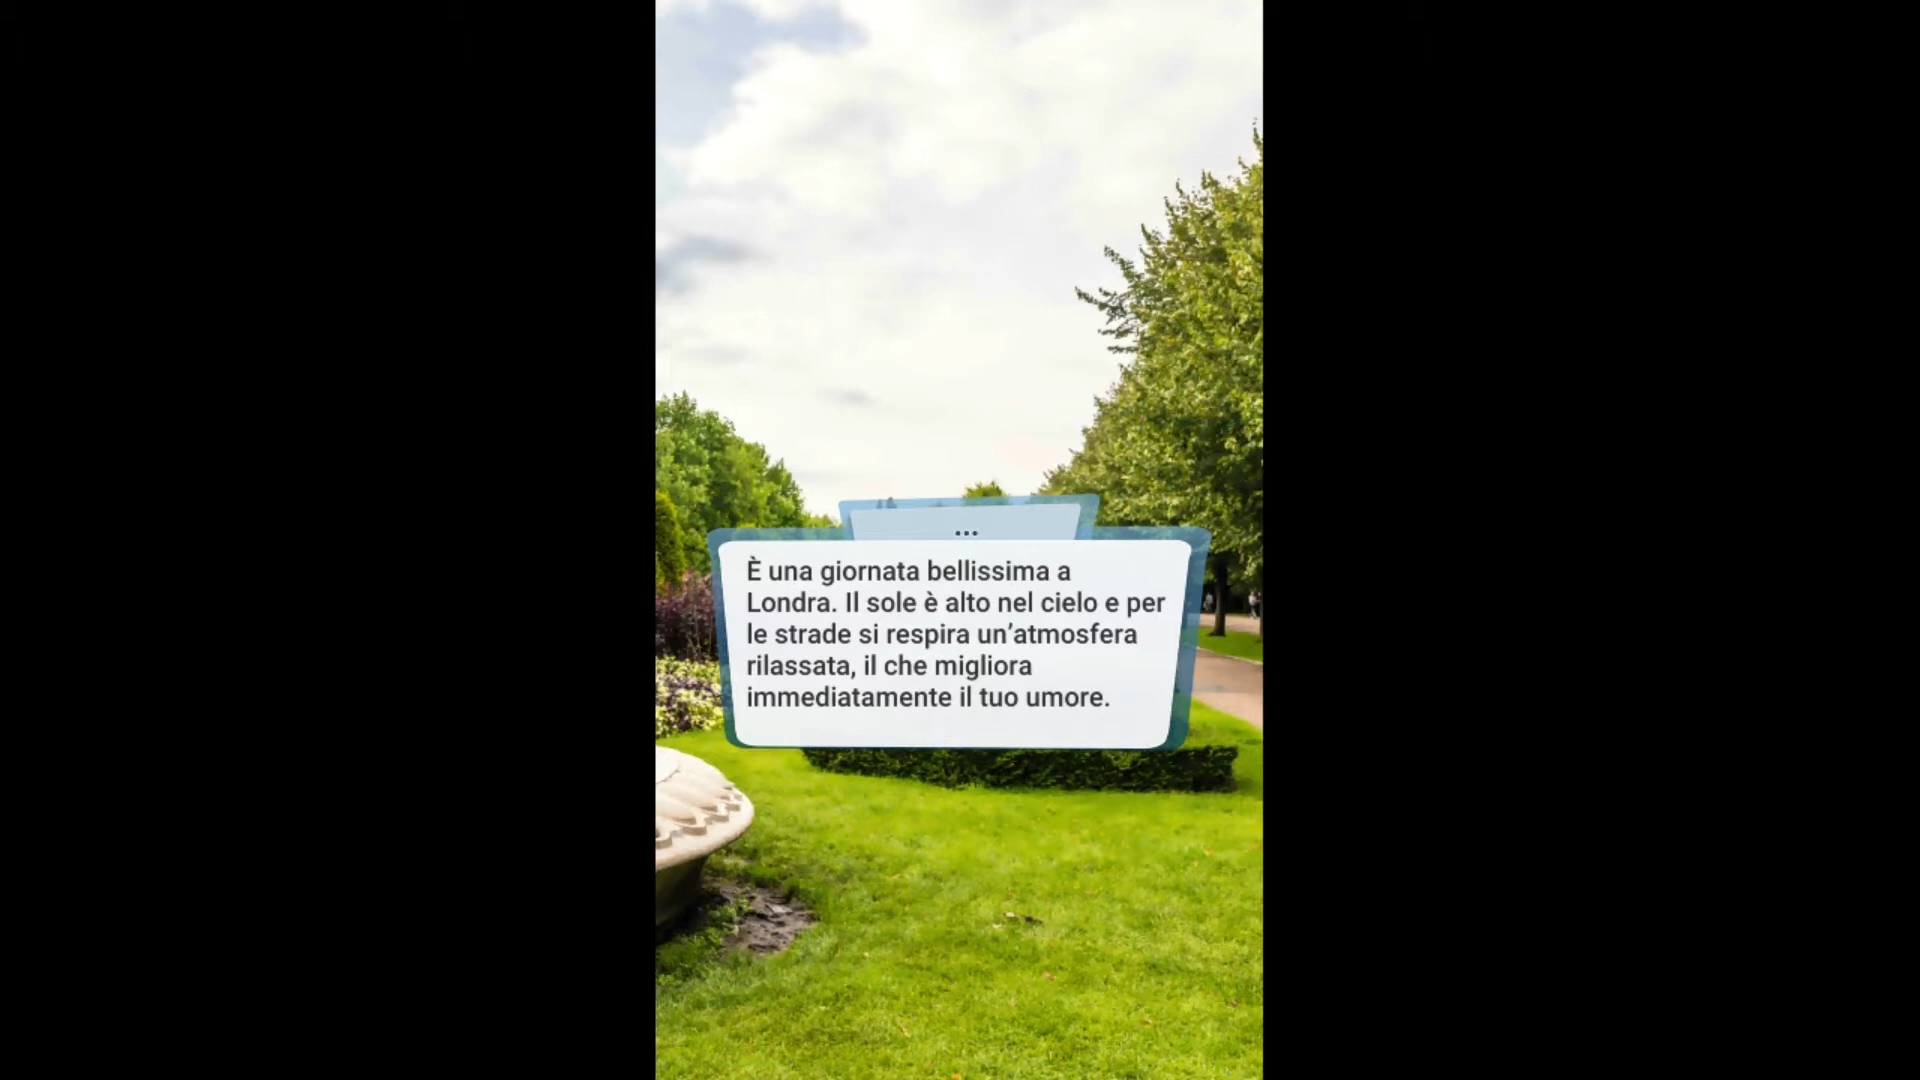 ...
È una giornata bellissima a
Londra. Il sole è alto nel cielo e per
le strade si respira un’atmosfera
rilassata, il che migliora
immediatamente il tuo umore.